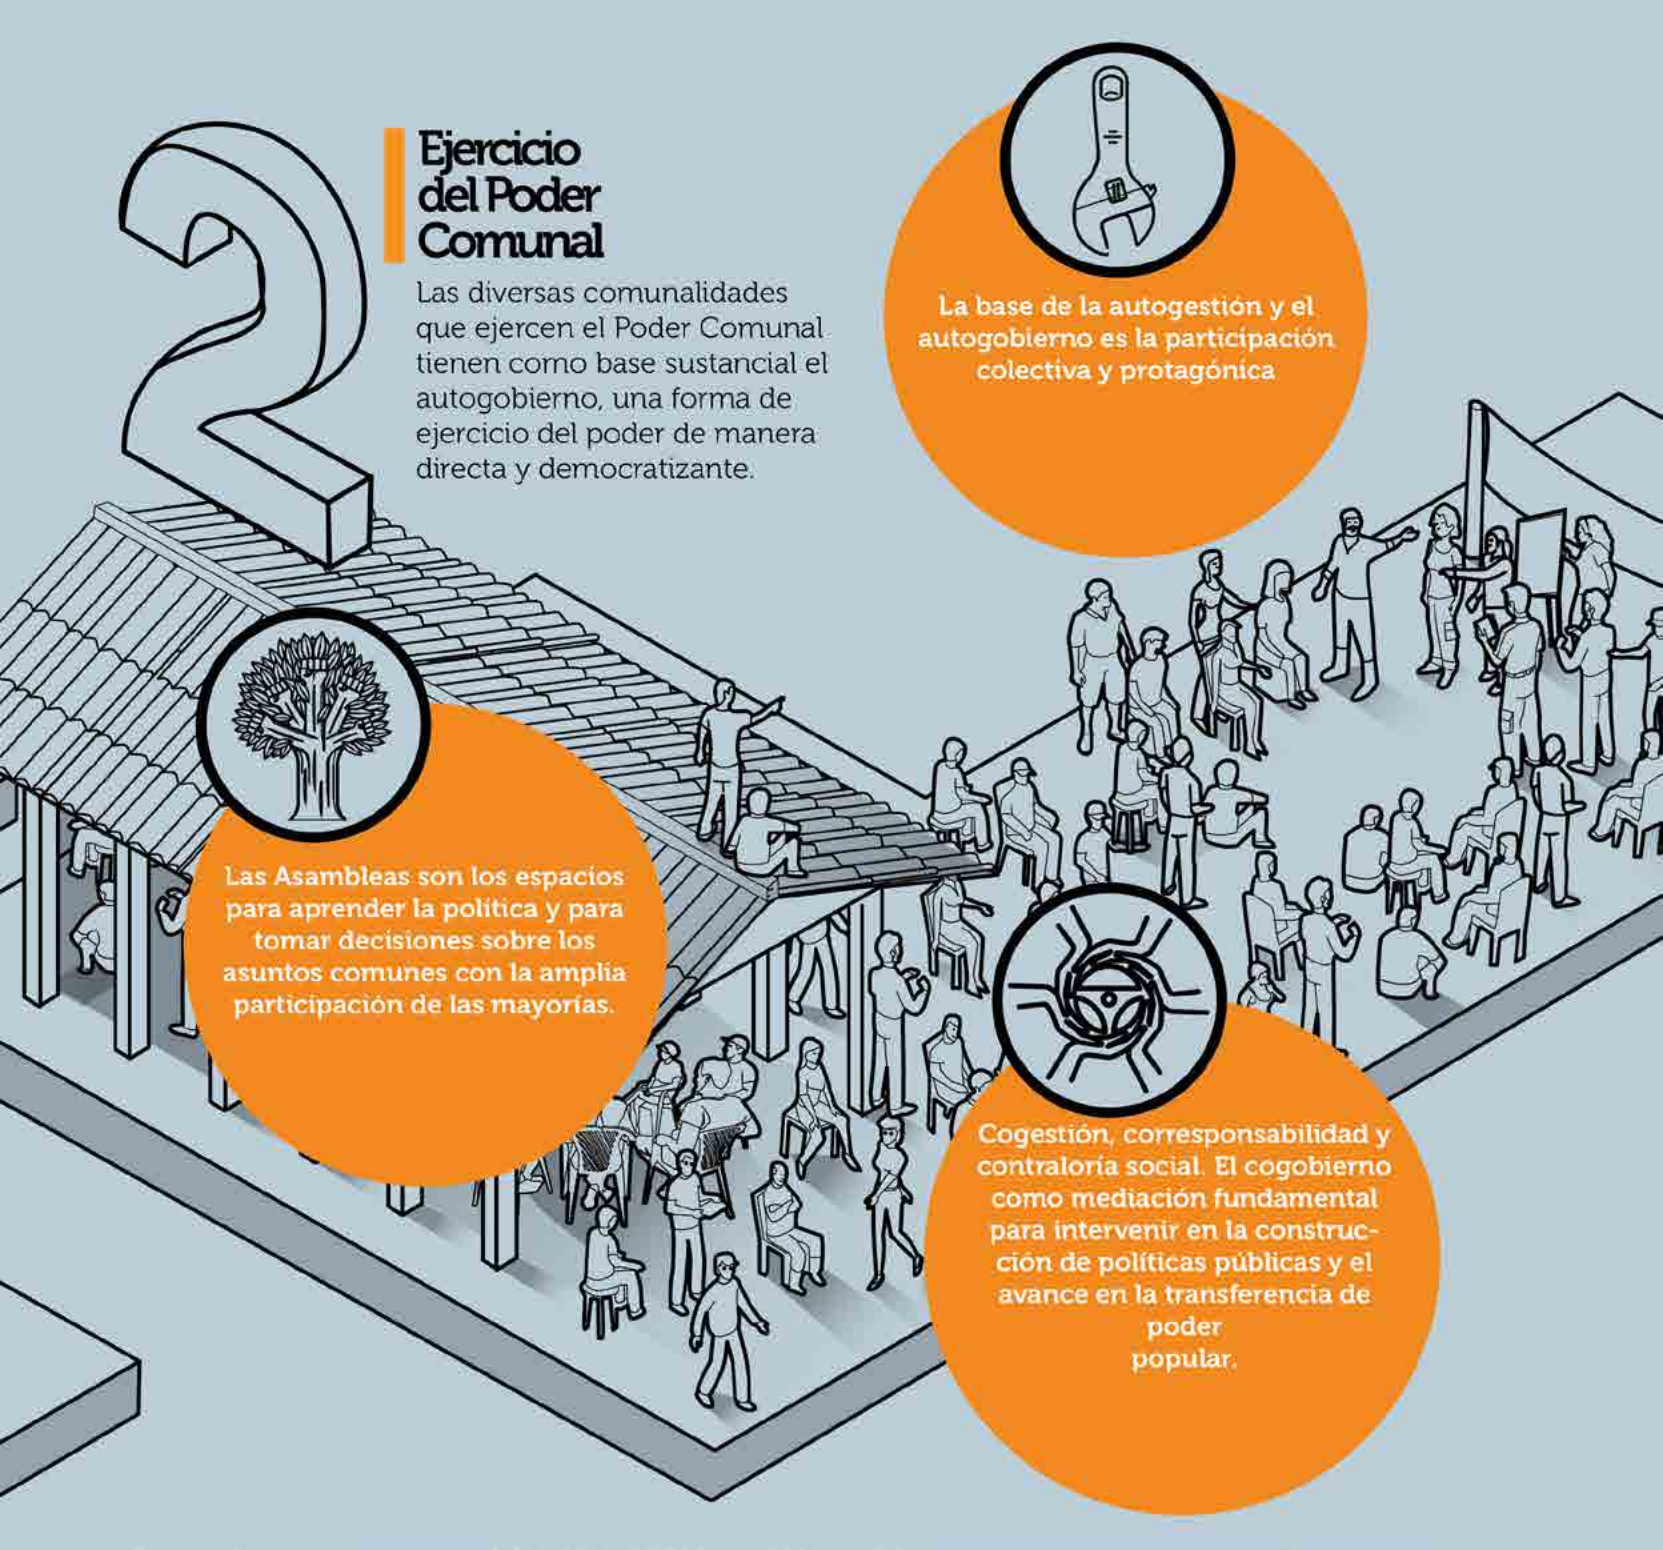 2
Ejercicio
del Poder
Comunal
Las diversas comunalidades
que ejercen el Poder Comunal
tienen como base sustancial el
autogobierno, una forma de
ejercicio del poder de manera
directa y democratizante.
La base de la autogestión y el
autogobierno es la participación
colectiva y protagónica
Las Asambleas son los espacios
para aprender la política y para
tomar decisiones sobre los
asuntos comunes con la amplia
participación de las mayorías.
Cogestión, corresponsabilidad y
contraloría social. El cogobierno
como mediación fundamental
para intervenir en la construc-
ción de políticas públicas y el
avance en la transferencia de
poder
popular.